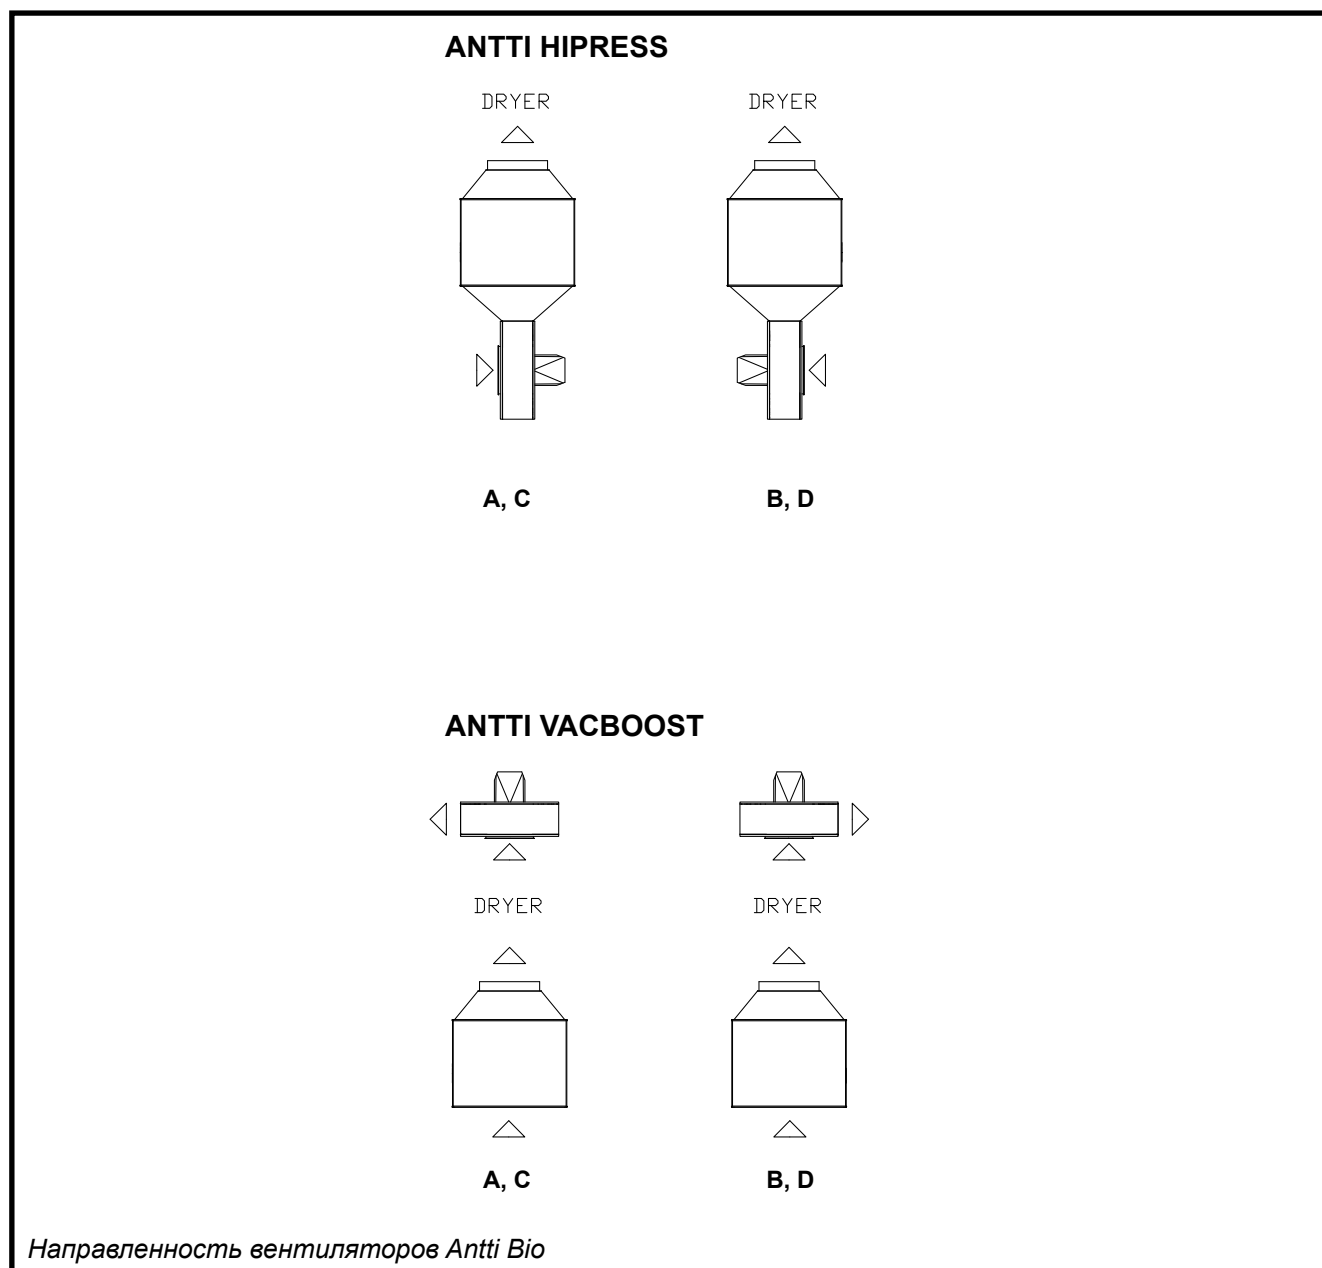 ANTTI HIPRESS
DRYER DRYER
A, C B, D
ANTTI VACBOOST
DRYER DRYER
A, C B, D
Направленность вентиляторов Antti Bio